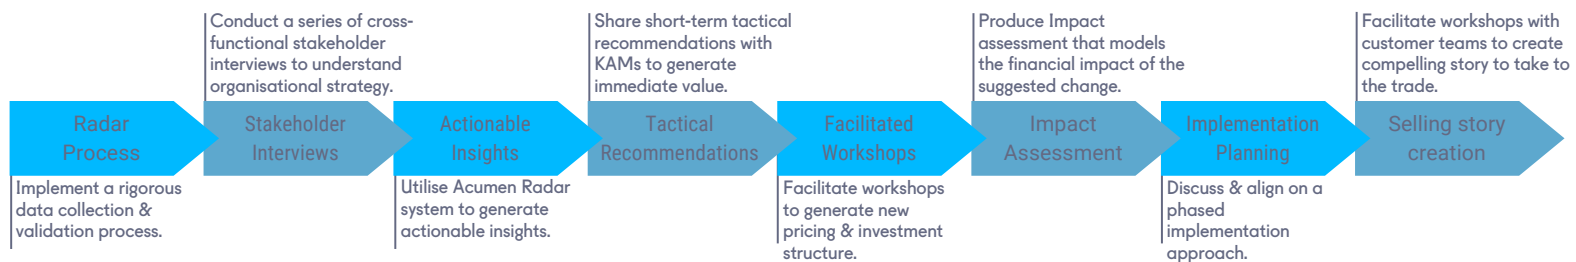 Conduct a series of cross-
functional stakeholder
interviews to understand
organisational strategy.
Share short-term tactical
recommendations with
KAMs to generate
immediate value.
Produce Impact
assessment that models
the financial impact of the
suggested change.
Facilitate workshops with
customer teams to create
compelling story to take to
the trade.
Radar
Process
Stakeholder
Interviews
Actionable
Insights
Tactical
Recommendations
Facilitated
Workshops
Impact
Assessment
Implementation
Planning
Selling story
creation
Implement a rigorous
data collection &
validation process.
Utilise Acumen Radar
system to generate
actionable insights.
Facilitate workshops
to generate new
pricing & investment
structure.
Discuss & align on a
phased
implementation
approach.